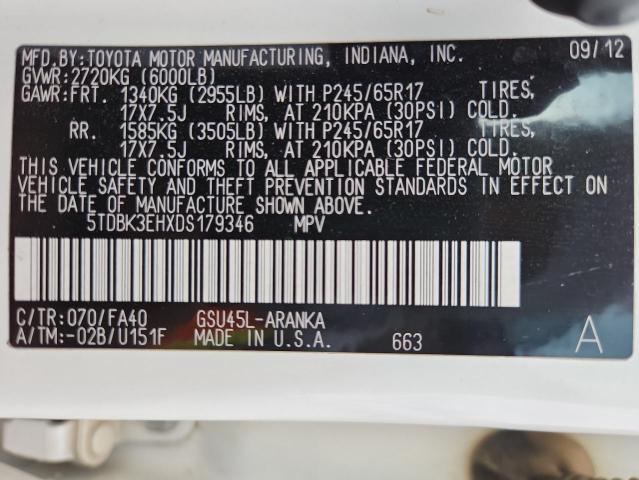 MFD.BY:TOYOTA MOTOR MANUFACTURING, INDIANA, INC. 09/12
GVWR:2720KG (6000LB)
GAWR:FRT. 1340KG (2955LB) WITH P245/65R17 TIRES,
17X7.5J RIMS, AT 210KPA (30PSI) COLD.
RR. 1585KG (3505LB) WITH P245/65R17 TIRES,
17X7.5J RIMS, AT 210KPA (30PSI) COLD.
THIS VEHICLE CONFORMS TO ALL APPLICABLE FEDERAL MOTOR
VEHICLE SAFETY AND THEFT PREVENTION STANDARDS IN EFFECT ON
THE DATE OF MANUFACTURE SHOWN ABOVE.
5TDBK3EHXDS179346 MPV
C/TR:070/FA40 GSU45L-ARANKA
A/TM:-02B/U151F MADE IN U.S.A. 663 A